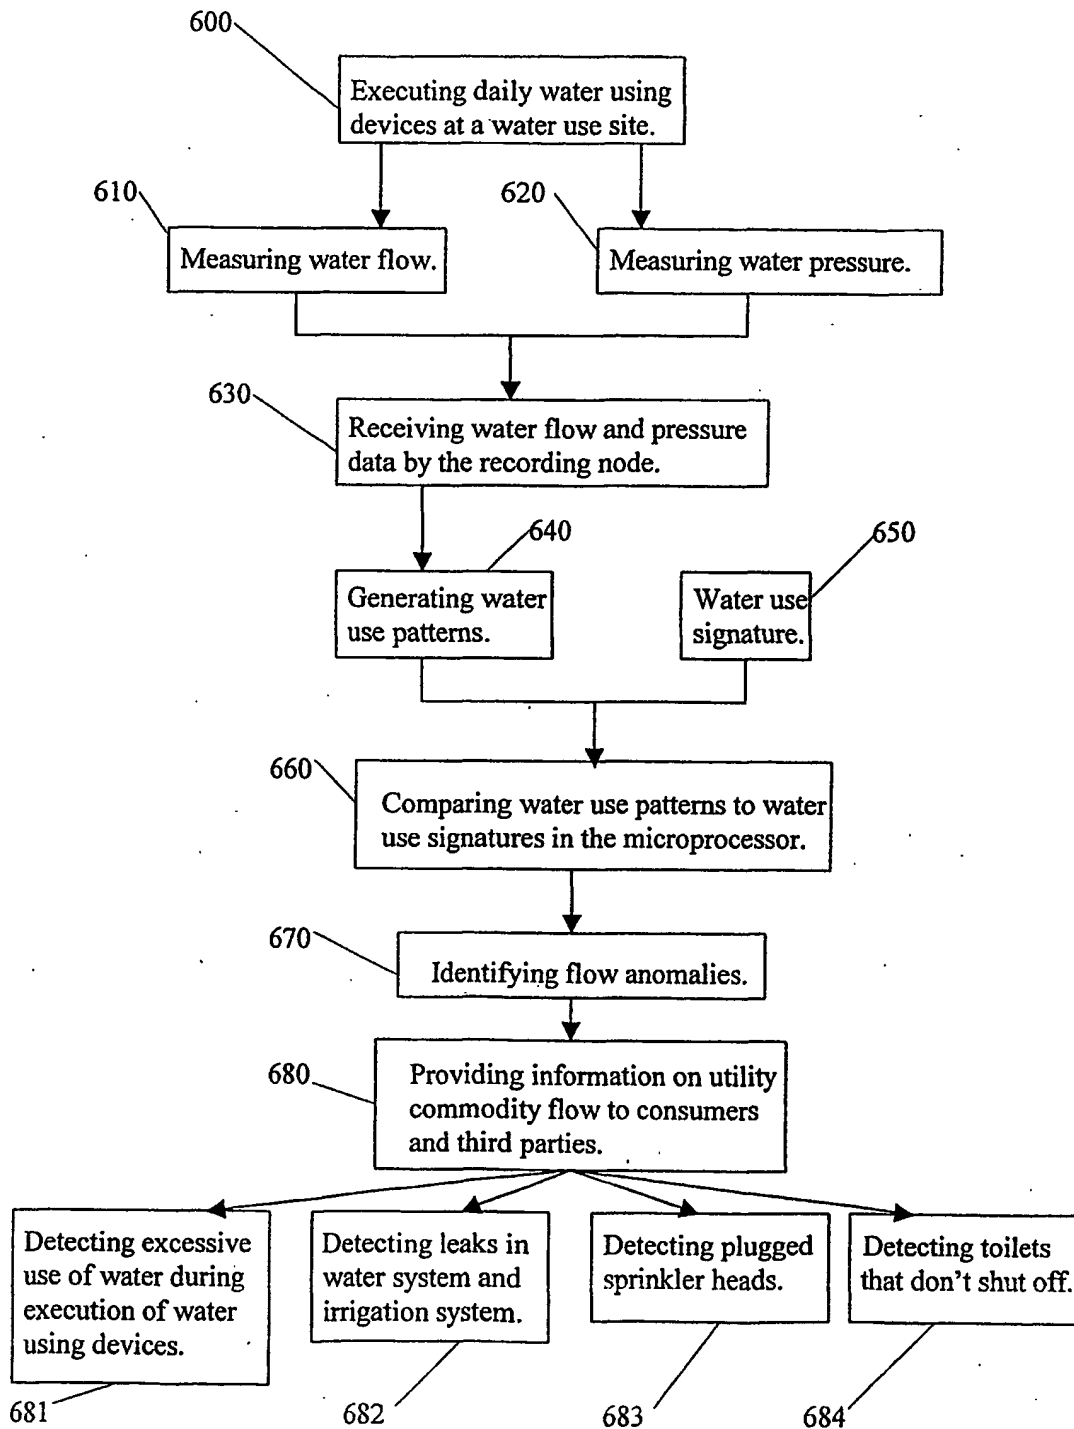 600
Executing daily water using
devices at a water use site.
610
620
Measuring water flow.
Measuring water pressure.
630
Receiving water flow and pressure
data by the recording node.
640
650
Generating water
use patterns.
Water use
signature.
660
Comparing water use patterns to water
use signatures in the microprocessor.
670
Identifying flow anomalies.
680
Providing information on utility
commodity flow to consumers
and third parties.
Detecting excessive
use of water during
execution of water
using devices.
Detecting leaks in
water system and
irrigation system.
Detecting plugged
sprinkler heads.
Detecting toilets
that don't shut off.
681
682
683
684